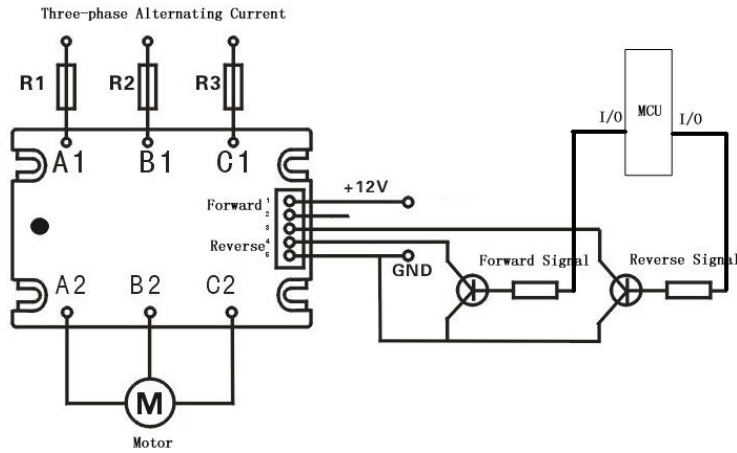 Three-phase Alternating Current
R1 R2 R3
MCU
I/O I/O
A1 B1 C1
+12V
Forward 1
2
3
Reverse 4
5
GND
Forward Signal Reverse Signal
A2 B2 C2
M
Motor